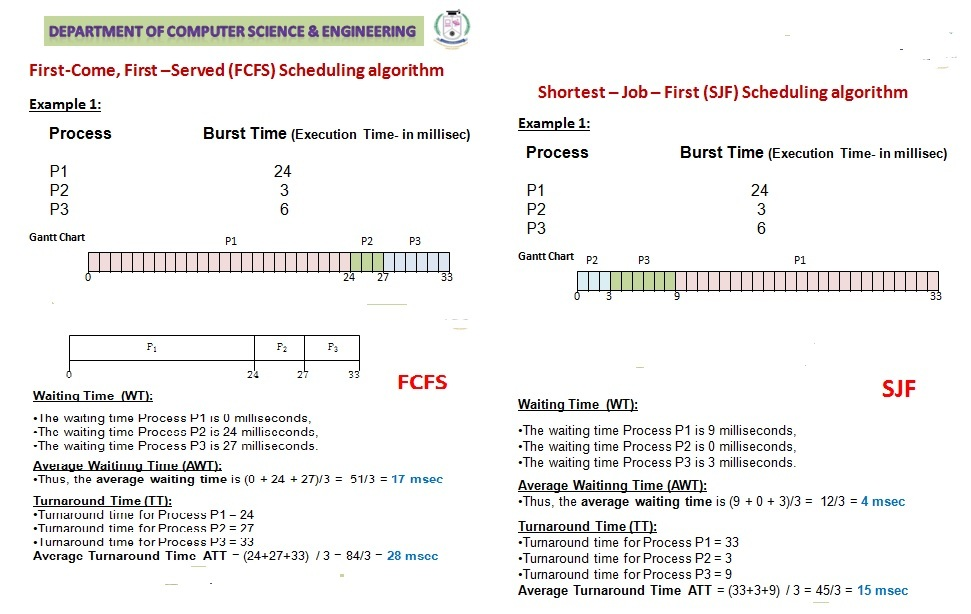 DEPARTMENT OF COMPUTER SCIENCE & ENGINEERING
First-Come, First –Served (FCFS) Scheduling algorithm
Example 1:
Process Burst Time (Execution Time- in millisec)
P1 24
P2 3
P3 6
Gantt Chart
P1 P2 P3
0 24 27 33
P1 P2 P3
0 24 27 33
FCFS
Waiting Time (WT):
•The waiting time Process P1 is 0 milliseconds,
•The waiting time Process P2 is 24 milliseconds,
•The waiting time Process P3 is 27 milliseconds.
Average Waitinng Time (AWT):
•Thus, the average waiting time is (0 + 24 + 27)/3 = 51/3 = 17 msec
Turnaround Time (TT):
•Turnaround time for Process P1 = 24
•Turnaround time for Process P2 = 27
•Turnaround time for Process P3 = 33
Average Turnaround Time ATT = (24+27+33) / 3 = 84/3 = 28 msec
Shortest – Job – First (SJF) Scheduling algorithm
Example 1:
Process Burst Time (Execution Time- in millisec)
P1 24
P2 3
P3 6
Gantt Chart
P2 P3 P1
0 3 9 33
SJF
Waiting Time (WT):
•The waiting time Process P1 is 9 milliseconds,
•The waiting time Process P2 is 0 milliseconds,
•The waiting time Process P3 is 3 milliseconds.
Average Waitinng Time (AWT):
•Thus, the average waiting time is (9 + 0 + 3)/3 = 12/3 = 4 msec
Turnaround Time (TT):
•Turnaround time for Process P1 = 33
•Turnaround time for Process P2 = 3
•Turnaround time for Process P3 = 9
Average Turnaround Time ATT = (33+3+9) / 3 = 45/3 = 15 msec